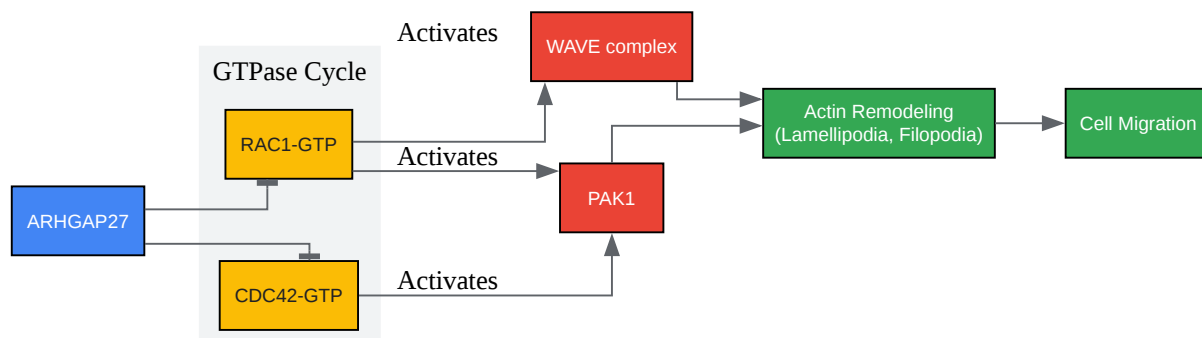 Activates
WAVE complex
GTPase Cycle
Actin Remodeling
(Lamellipodia, Filopodia)
Cell Migration
RAC1-GTP
Activates
PAK1
ARHGAP27
Activates
CDC42-GTP